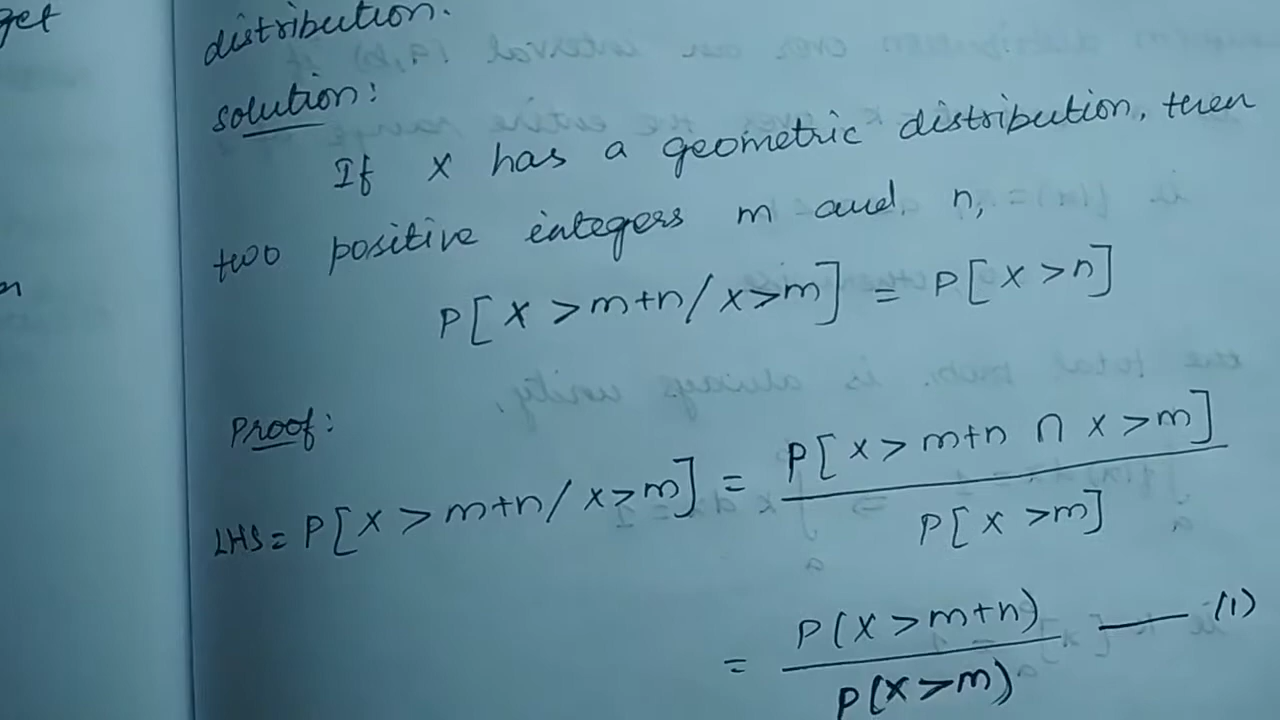 get
distribution.
solution:
If X has a geometric distribution, then
two positive integers m and n,
P[X > m+n / X > m] = P[X > n]
Proof:
LHS = P[X > m+n / X > m] = P[X > m+n ∩ X > m] / P[X > m]
= P(X > m+n) / P(X > m) —— (1)